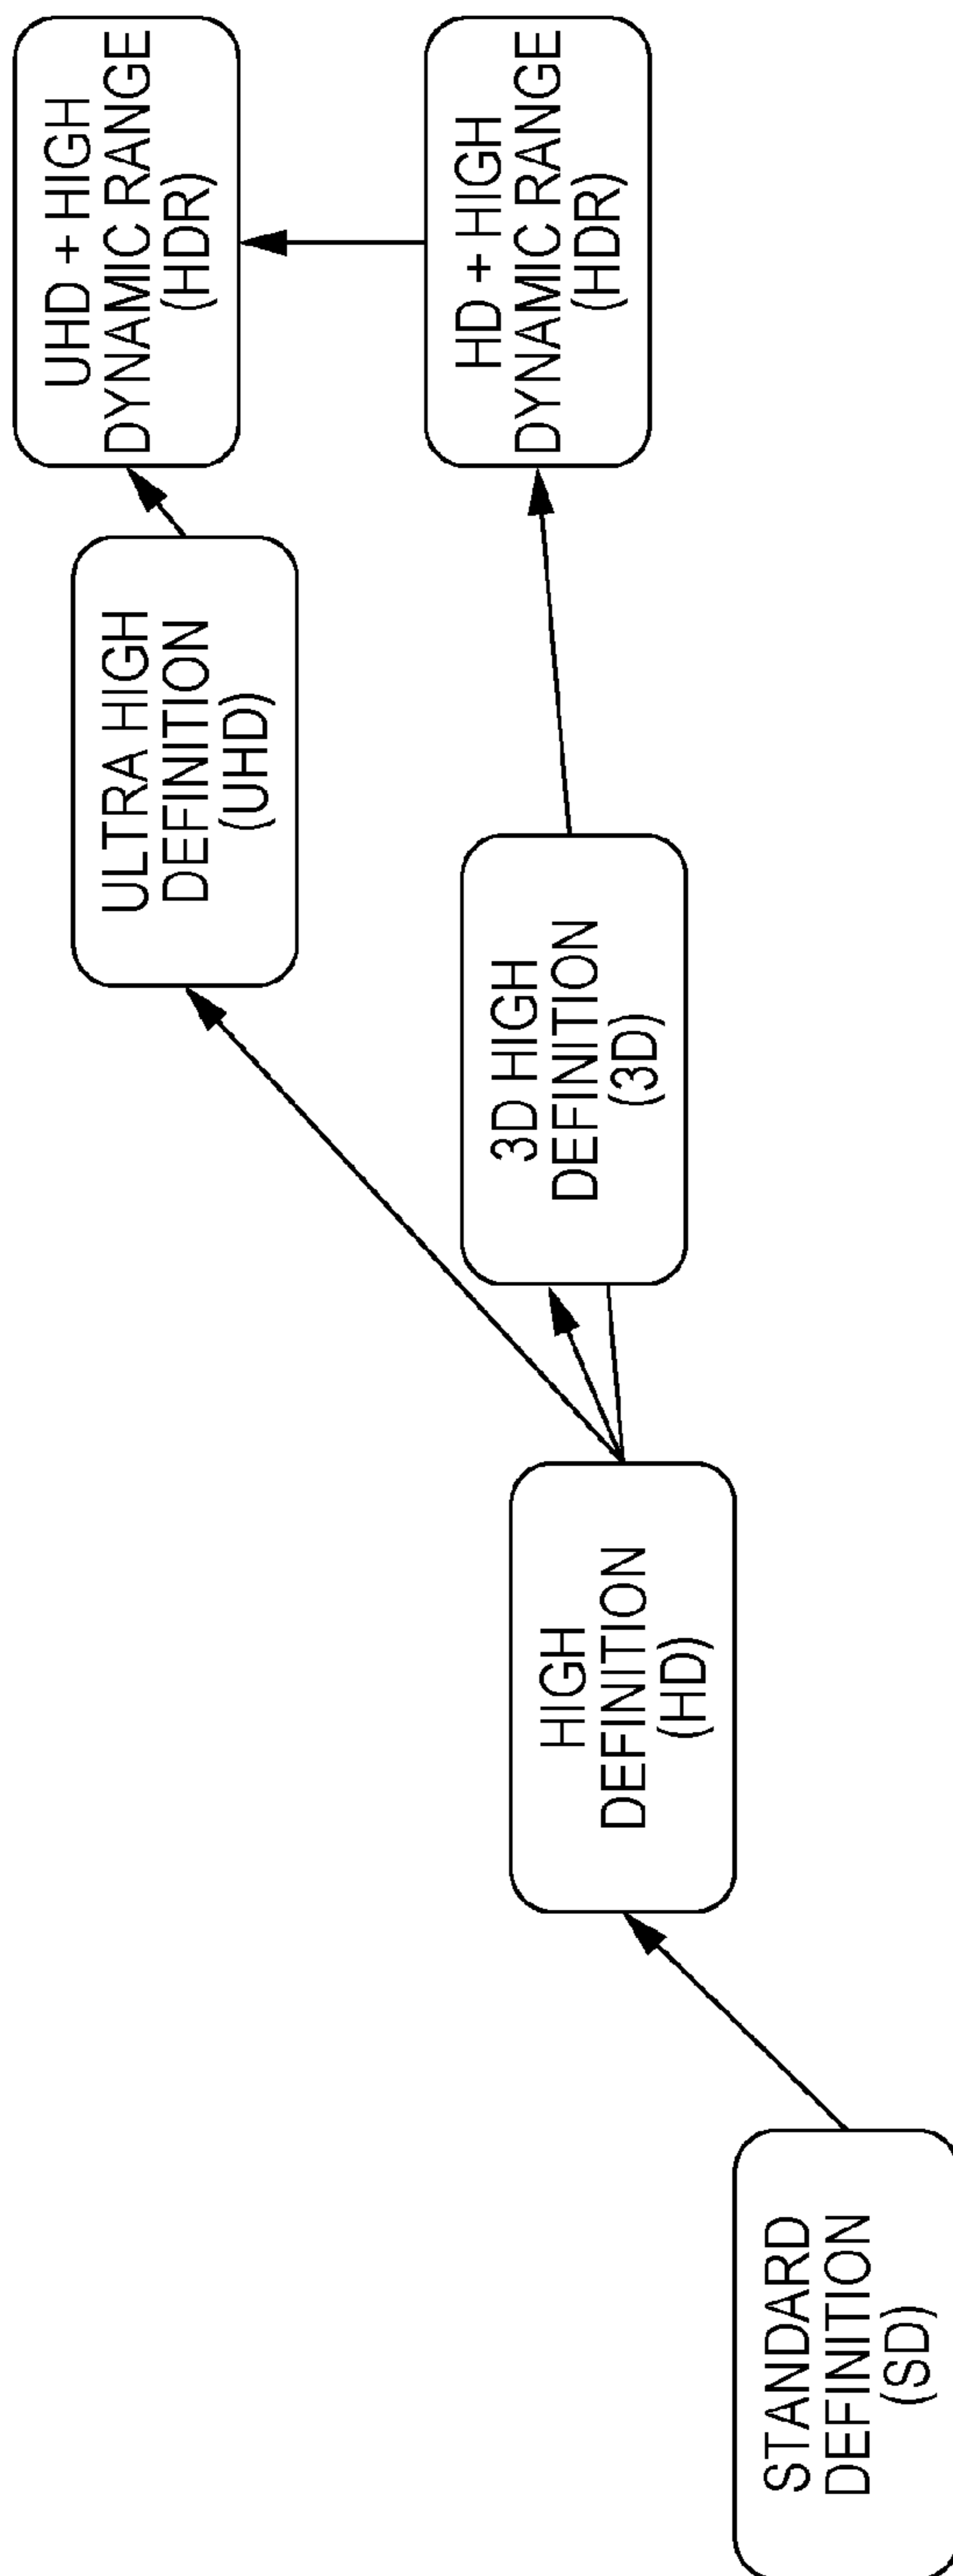 STANDARD
DEFINITION
(SD)
HIGH
DEFINITION
(HD)
3D HIGH
DEFINITION
(3D)
ULTRA HIGH
DEFINITION
(UHD)
UHD + HIGH
DYNAMIC RANGE
(HDR)
HD + HIGH
DYNAMIC RANGE
(HDR)